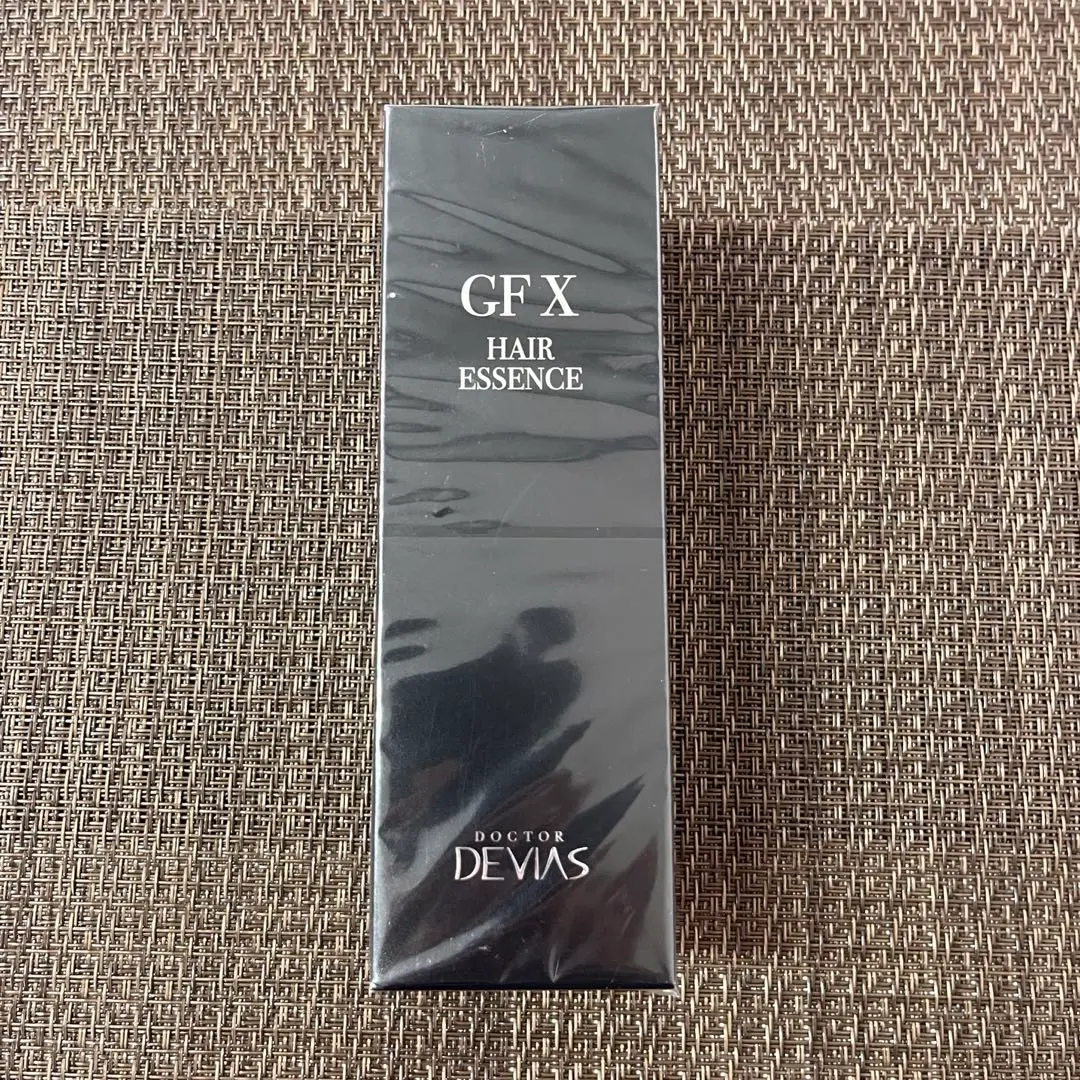 GF X
HAIR
ESSENCE
DOCTOR
DEVIAS